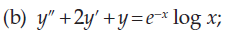 (b) y″ +2y′ +y=e⁻ˣ log x;